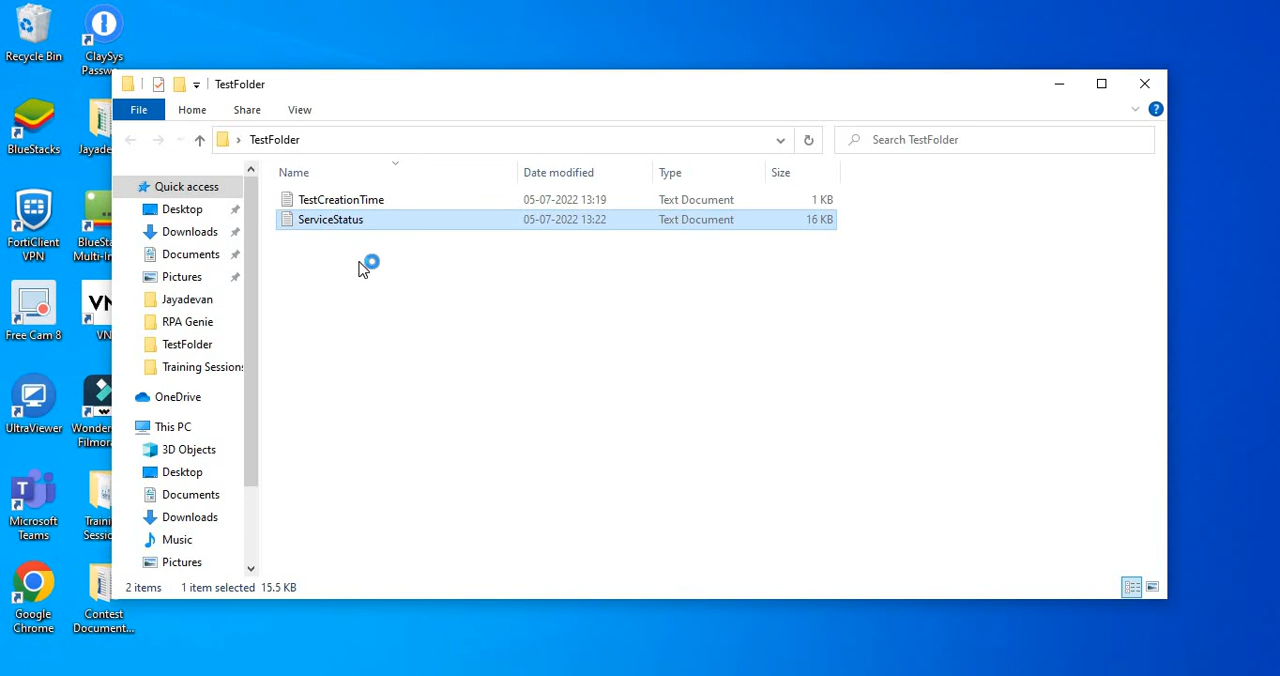 Recycle Bin
ClaySys
Passw...
BlueStacks
Jayade
FortiClient
VPN
BlueSta
Multi-In
Free Cam 8
VN
UltraViewer
Wonder
Filmora
Microsoft
Teams
Traini
Sessio
Google
Chrome
Contest
Document...
TestFolder
File
Home
Share
View
?
› TestFolder
Search TestFolder
Name
Date modified
Type
Size
TestCreationTime
05-07-2022 13:19
Text Document
1 KB
ServiceStatus
05-07-2022 13:22
Text Document
16 KB
Quick access
Desktop
Downloads
Documents
Pictures
Jayadevan
RPA Genie
TestFolder
Training Sessions
OneDrive
This PC
3D Objects
Desktop
Documents
Downloads
Music
Pictures
2 items
1 item selected 15.5 KB